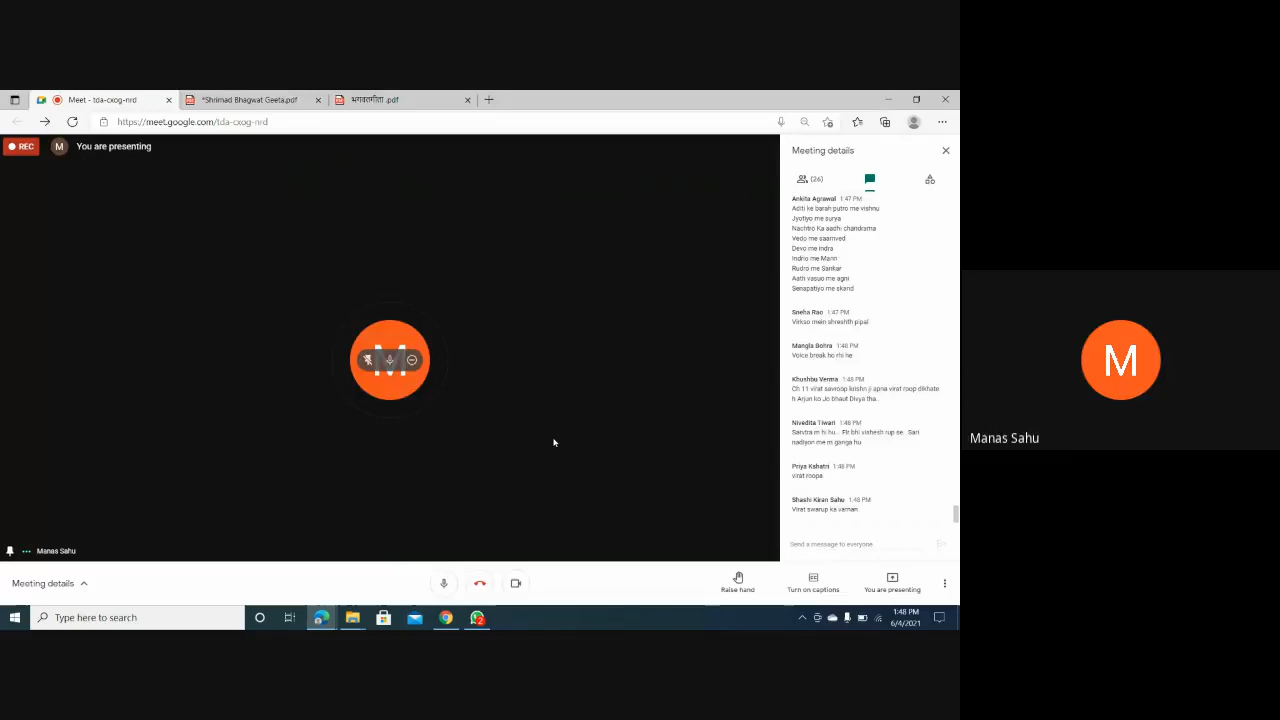 Meet - tda-cxog-nrd
*Shrimad Bhagwat Geeta.pdf
भगवतगीता .pdf
https://meet.google.com/tda-cxog-nrd
REC
M
You are presenting
Meeting details
(26)
Ankita Agrawal 1:47 PM
Aditi ke barah putro me vishnu
Jyotiyo me surya
Nachtro Ka aadhi chandrama
Vedo me saamved
Devo me indra
Indrio me Mann
Rudro me Sankar
Aath vasuo me agni
Senapatiyo me skand
Sneha Rao 1:47 PM
Virkso mein shreshth pipal
Mangla Bohra 1:48 PM
Voice break ho rhi he
Khushbu Verma 1:48 PM
Ch 11 virat savroop krishn ji apna virat roop dikhate
h Arjun ko Jo bhaut Divya tha..
Nivedita Tiwari 1:48 PM
Sarvtra m hi hu.. Fir bhi vishesh rup se.. Sari
nadiyon me m ganga hu
Priya Kshatri 1:48 PM
virat roopa
Shashi Kiran Sahu 1:48 PM
Virat swarup ka varnan
Send a message to everyone
M
M
Manas Sahu
Manas Sahu
Meeting details
Raise hand
Turn on captions
You are presenting
Type here to search
2
1:48 PM
6/4/2021